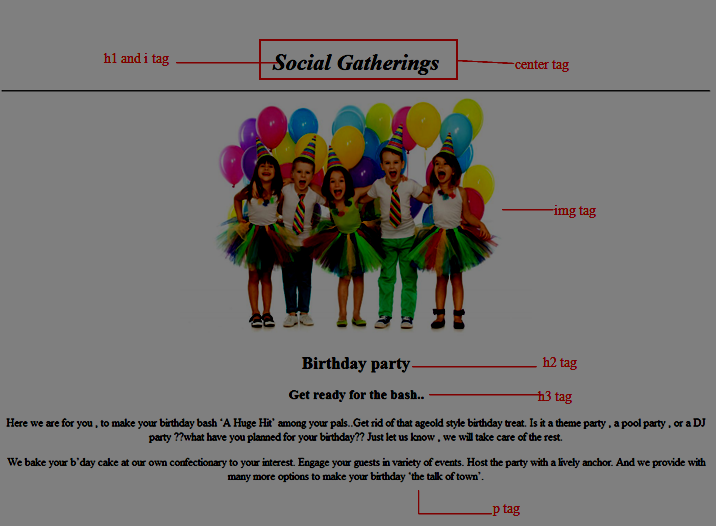 h1 and i tag
Social Gatherings
center tag
img tag
Birthday party
h2 tag
Get ready for the bash..
h3 tag
Here we are for you , to make your birthday bash ‘A Huge Hit’ among your pals..Get rid of that ageold style birthday treat. Is it a theme party , a pool party , or a DJ
party ??what have you planned for your birthday?? Just let us know , we will take care of the rest.
We bake your b’day cake at our own confectionary to your interest. Engage your guests in variety of events. Host the party with a lively anchor. And we provide with
many more options to make your birthday ‘the talk of town’.
p tag